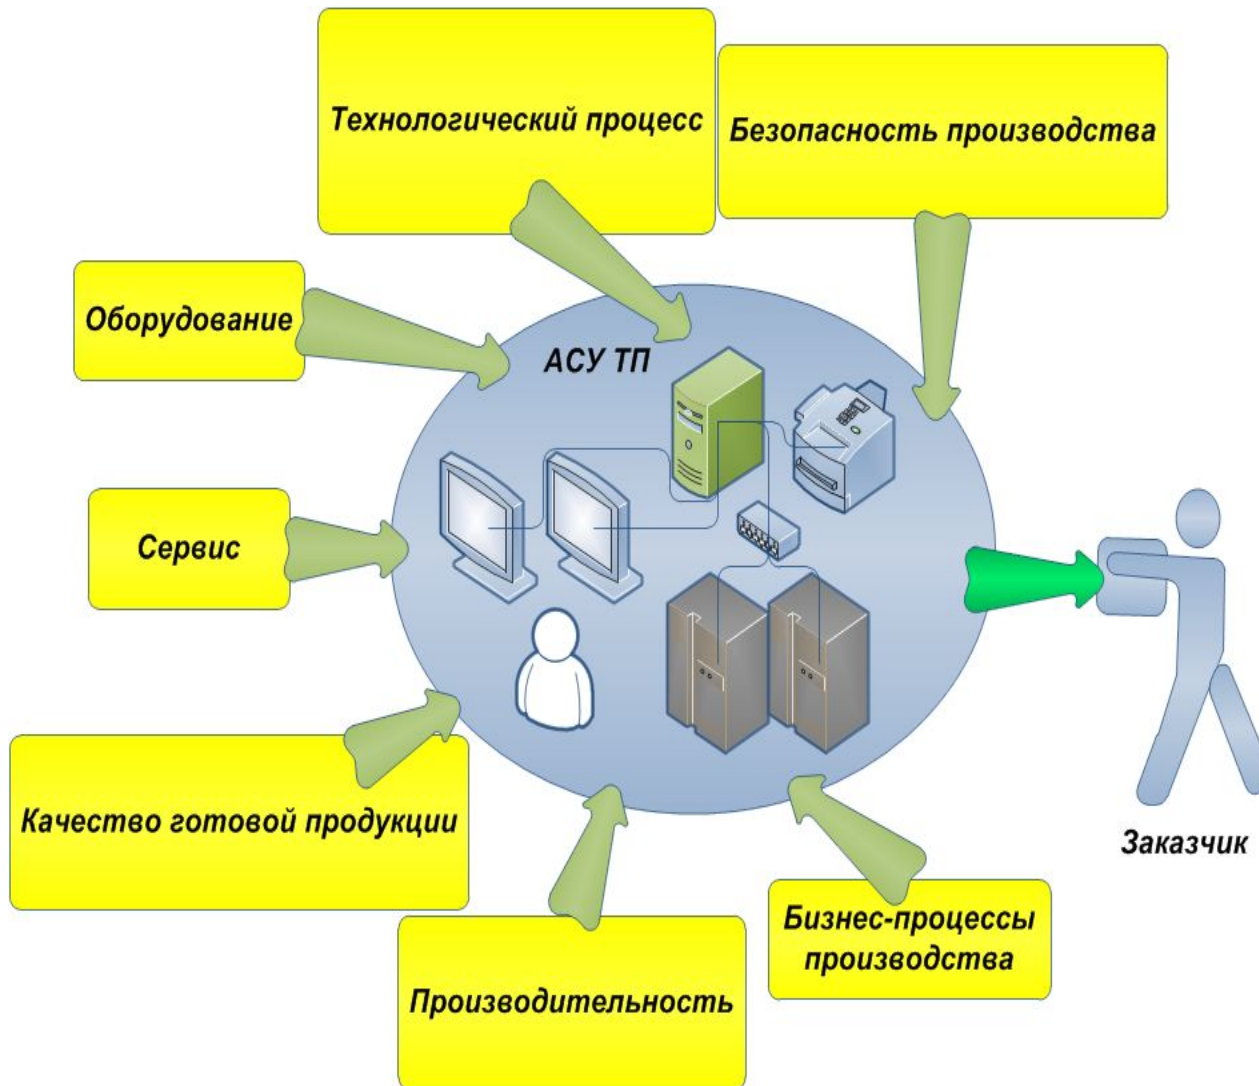 Технологический процесс
Безопасность производства
Оборудование
АСУ ТП
Сервис
Качество готовой продукции
Заказчик
Бизнес-процессы
производства
Производительность